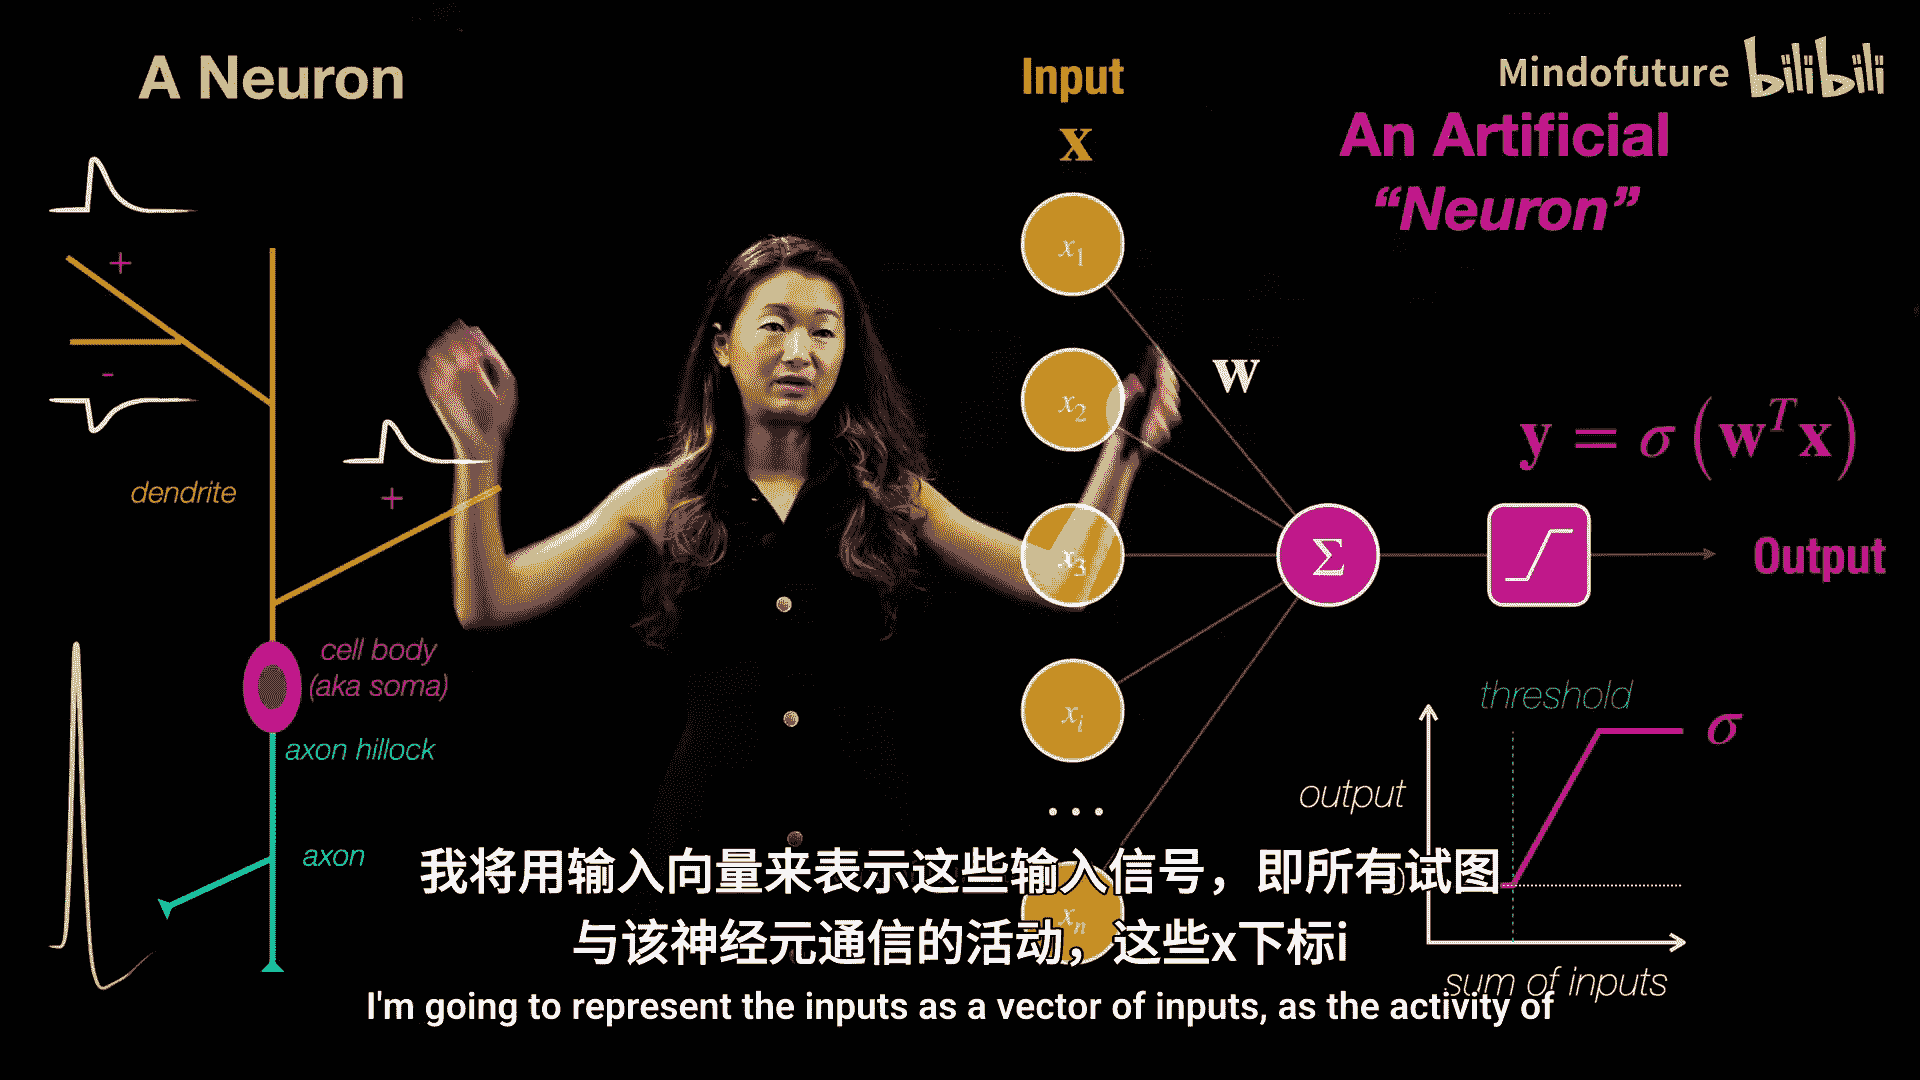 A Neuron
Input
x
Mindofuture bilibili
An Artificial
“Neuron”
+
-
+
dendrite
cell body
(aka soma)
axon hillock
axon
x₁
x₂
x₃
xᵢ
...
xₙ
w
Σ
y = σ (wᵀx)
Output
threshold
σ
output
0
sum of inputs
我将用输入向量来表示这些输入信号，即所有试图
与该神经元通信的活动，这些x下标i
I'm going to represent the inputs as a vector of inputs, as the activity of